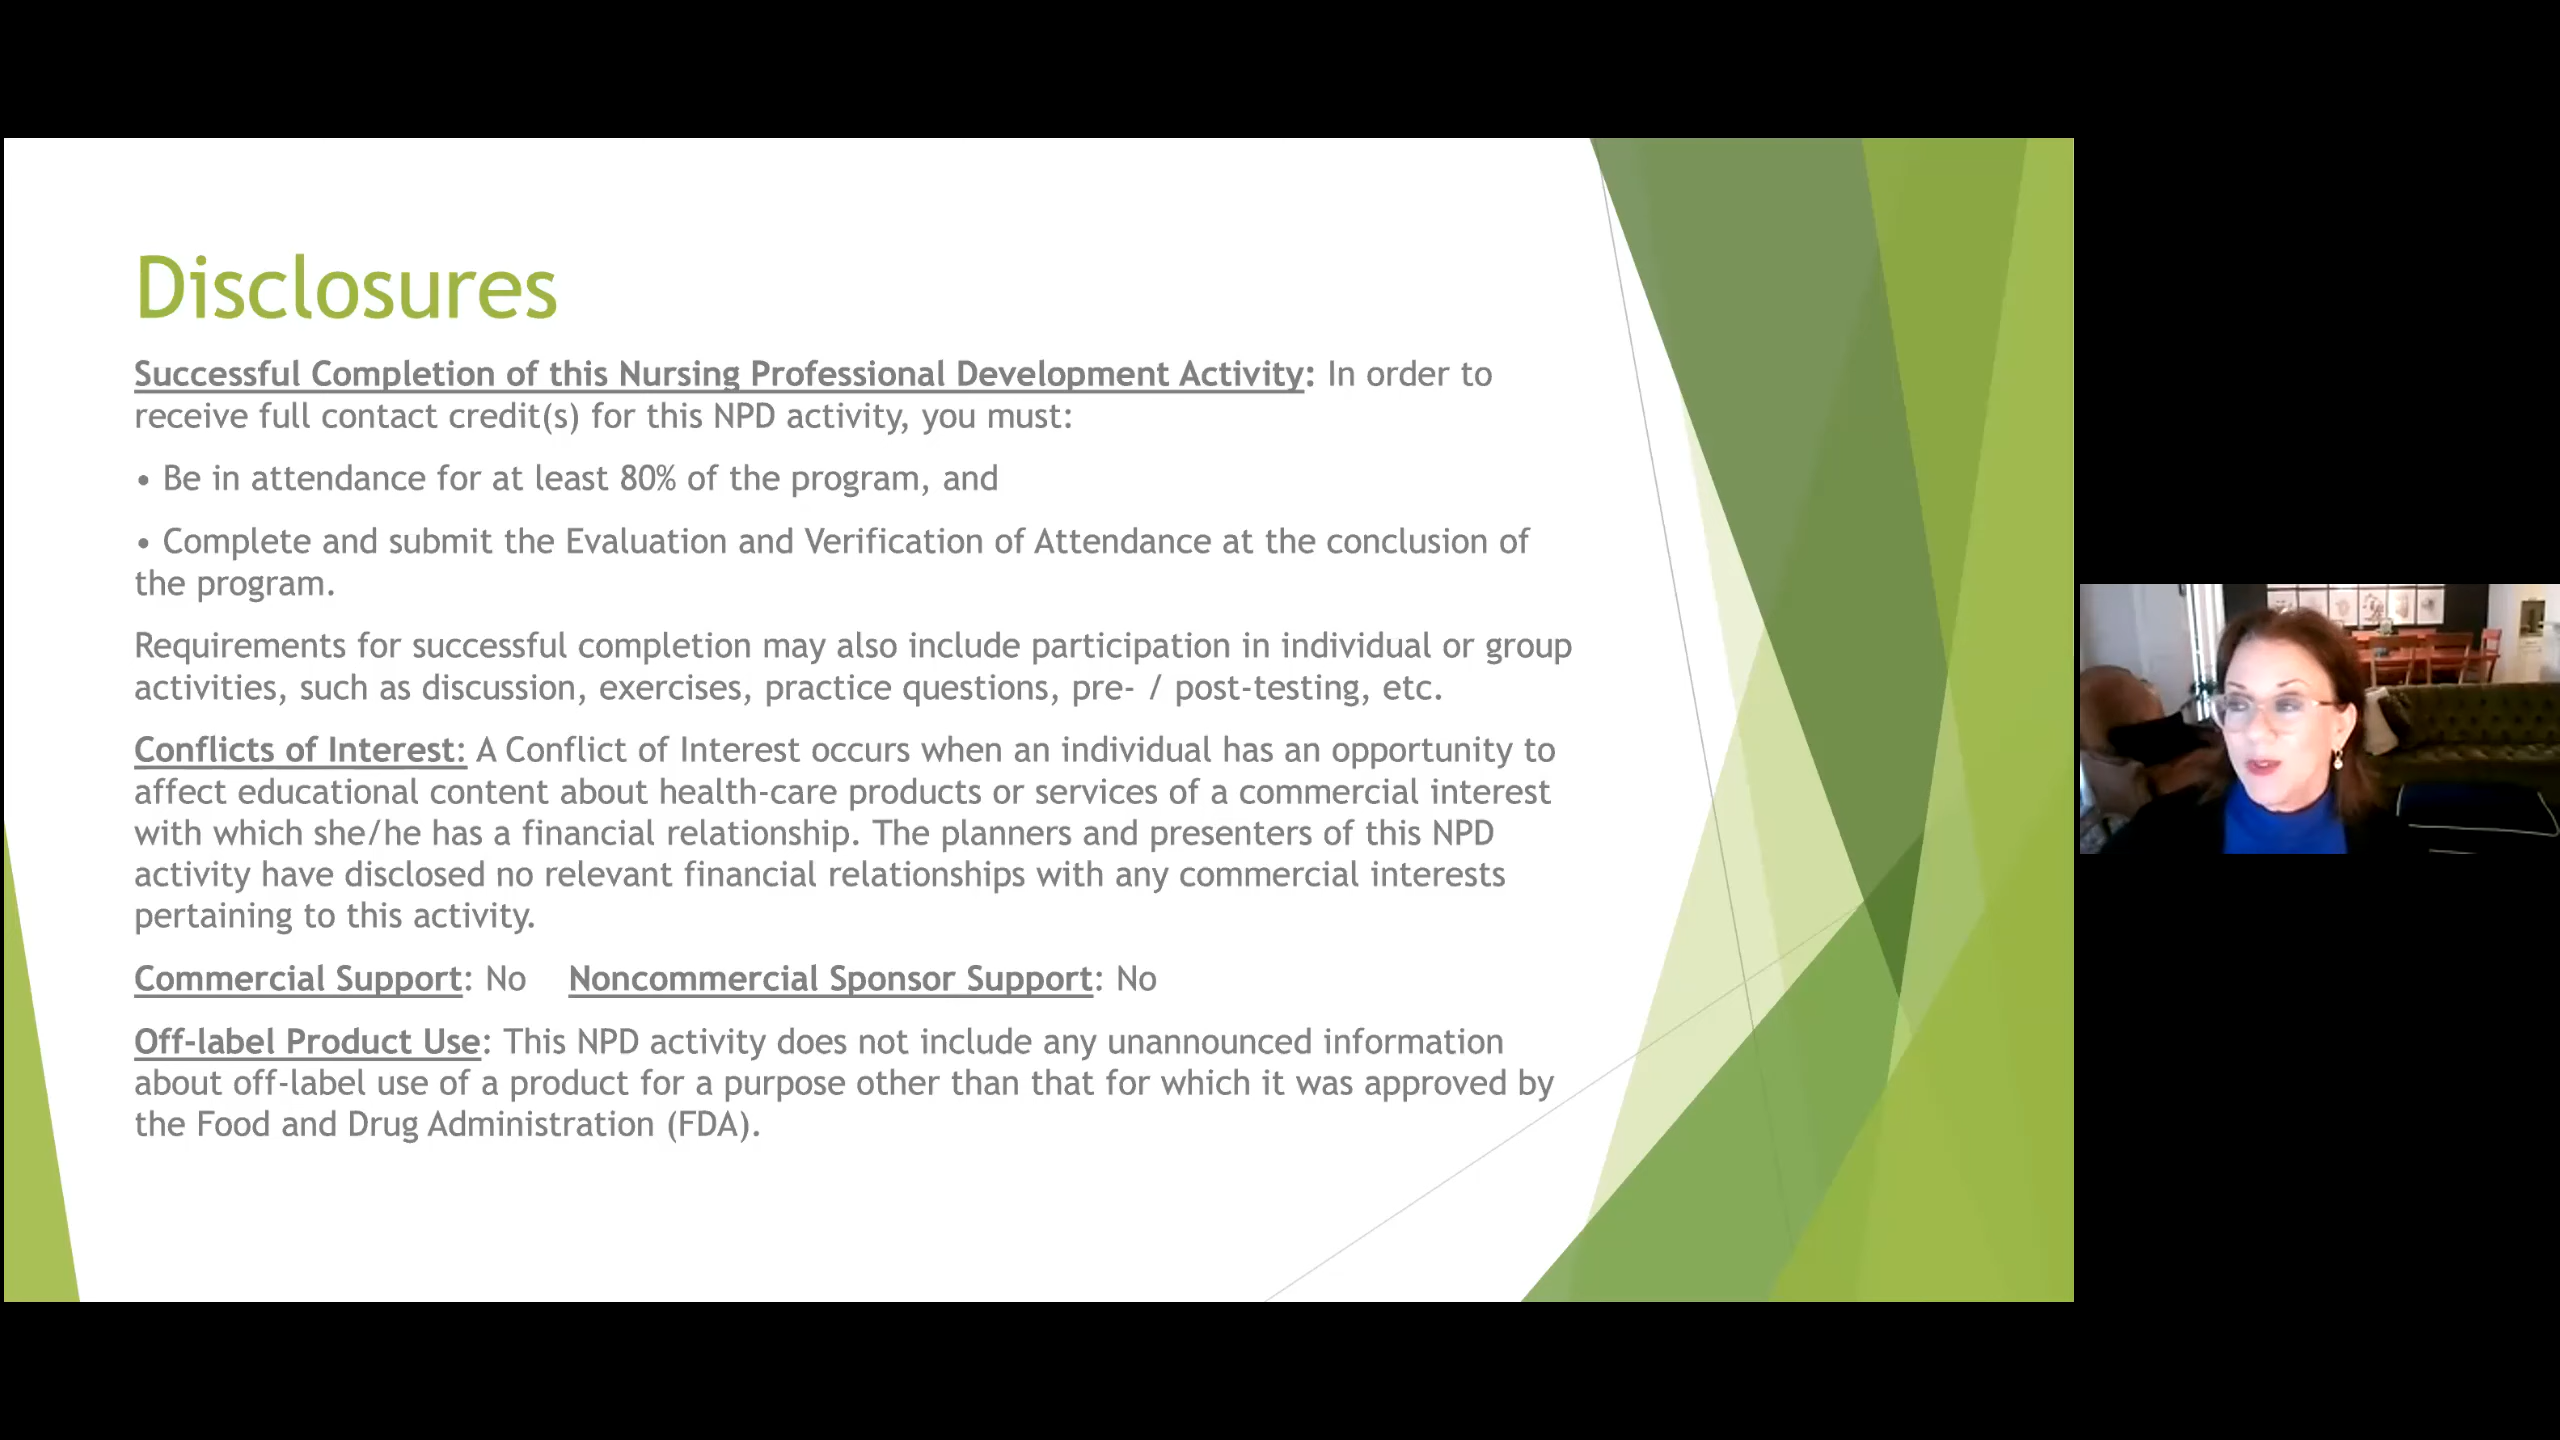 Disclosures
Successful Completion of this Nursing Professional Development Activity: In order to
receive full contact credit(s) for this NPD activity, you must:
• Be in attendance for at least 80% of the program, and
• Complete and submit the Evaluation and Verification of Attendance at the conclusion of
the program.
Requirements for successful completion may also include participation in individual or group
activities, such as discussion, exercises, practice questions, pre- / post-testing, etc.
Conflicts of Interest: A Conflict of Interest occurs when an individual has an opportunity to
affect educational content about health-care products or services of a commercial interest
with which she/he has a financial relationship. The planners and presenters of this NPD
activity have disclosed no relevant financial relationships with any commercial interests
pertaining to this activity.
Commercial Support: No Noncommercial Sponsor Support: No
Off-label Product Use: This NPD activity does not include any unannounced information
about off-label use of a product for a purpose other than that for which it was approved by
the Food and Drug Administration (FDA).